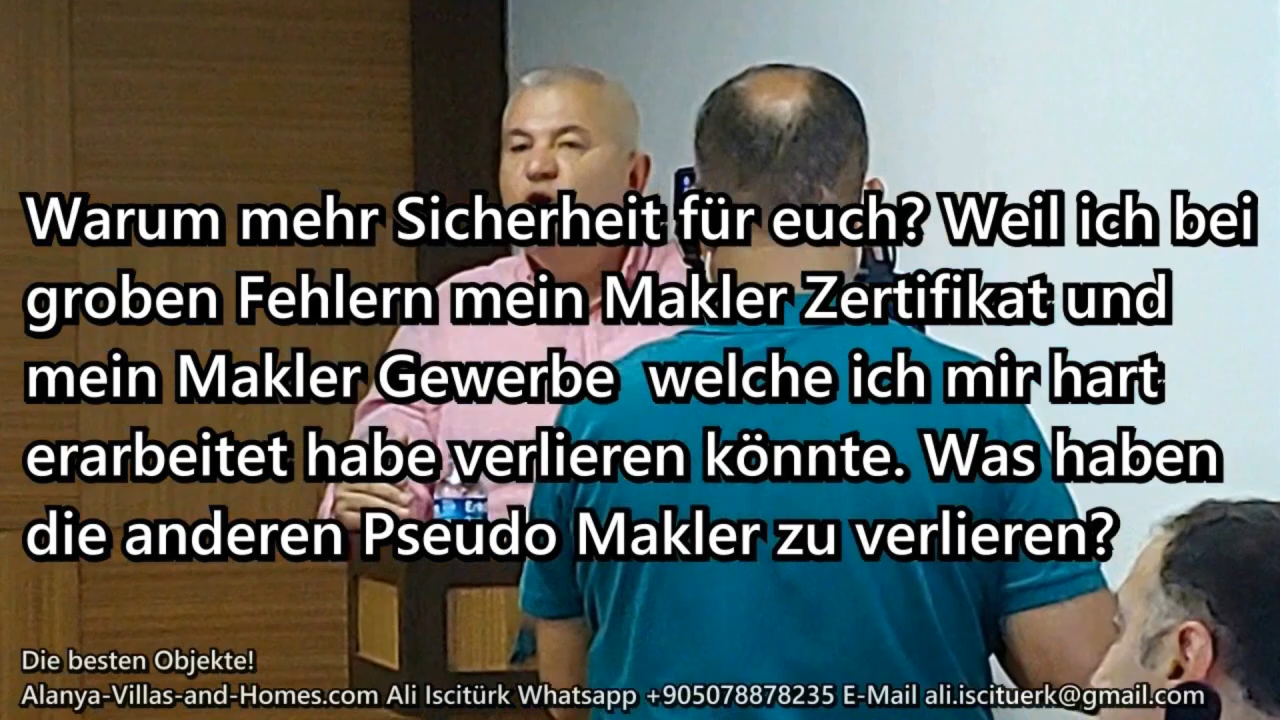 Warum mehr Sicherheit für euch? Weil ich bei
groben Fehlern mein Makler Zertifikat und
mein Makler Gewerbe welche ich mir hart
erarbeitet habe verlieren könnte. Was haben
die anderen Pseudo Makler zu verlieren?
Die besten Objekte!
Alanya-Villas-and-Homes.com Ali Iscitürk Whatsapp +905078878235 E-Mail ali.iscituerk@gmail.com